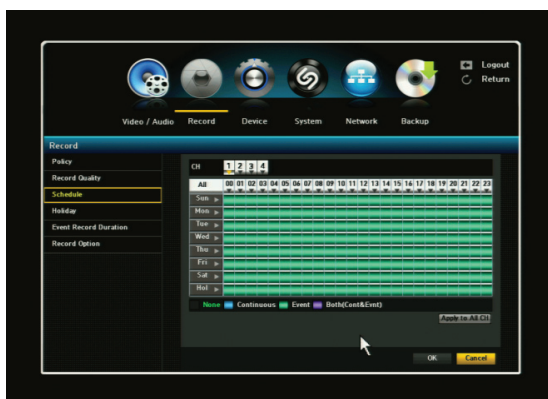 Logout
Return
Video / Audio Record Device System Network Backup
Record
Policy
Record Quality
Schedule
Holiday
Event Record Duration
Record Option
CH 1 2 3 4
All 00 01 02 03 04 05 06 07 08 09 10 11 12 13 14 15 16 17 18 19 20 21 22 23
Sun
Mon
Tue
Wed
Thu
Fri
Sat
Hol
None Continuous Event Both(Cont&Evnt)
Apply to All CH
OK Cancel